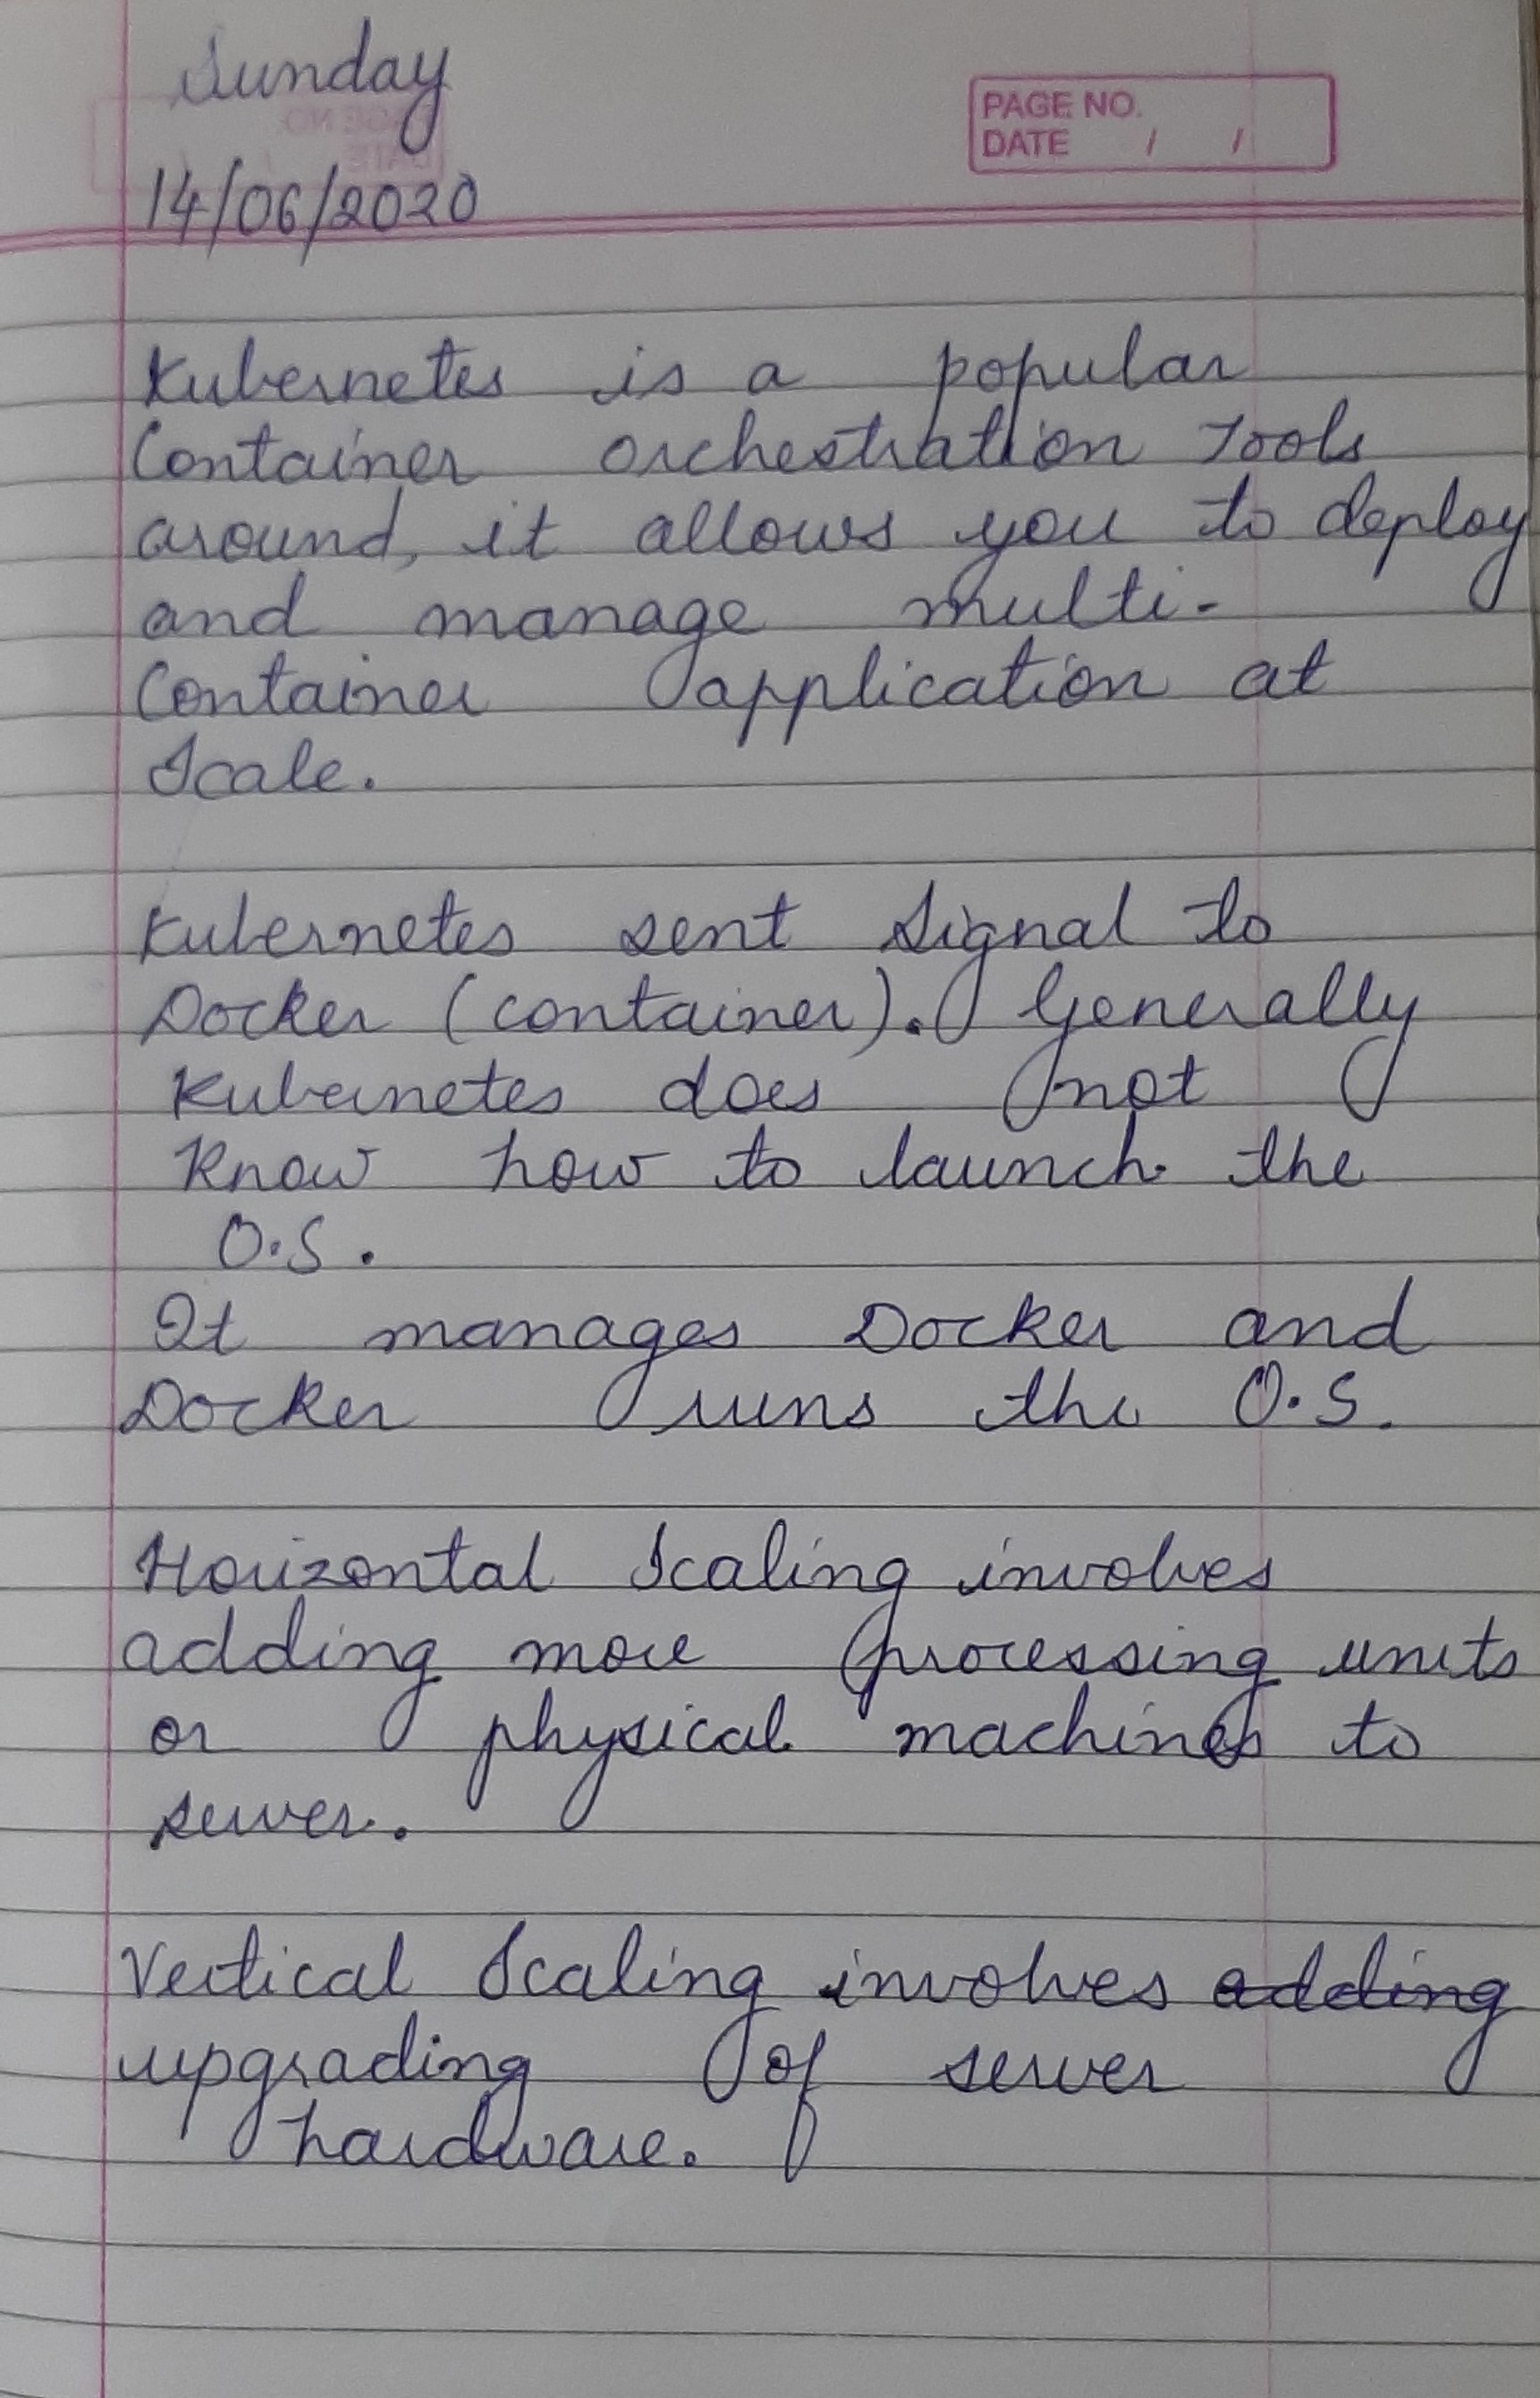 Sunday
PAGE NO.
DATE / /
14/06/2020
Kubernetes is a popular
Container orchestration Tools
around, it allows you to deploy
and manage multi-
Container application at
Scale.
Kubernetes sent Signal to
Docker (container). Generally
Kubernetes does not
Know how to launch the
O.S.
It manages Docker and
Docker runs the O.S.
Horizontal Scaling involves
adding more processing units
or physical machines to
server.
Vertical Scaling involves adding
upgrading of server
hardware.